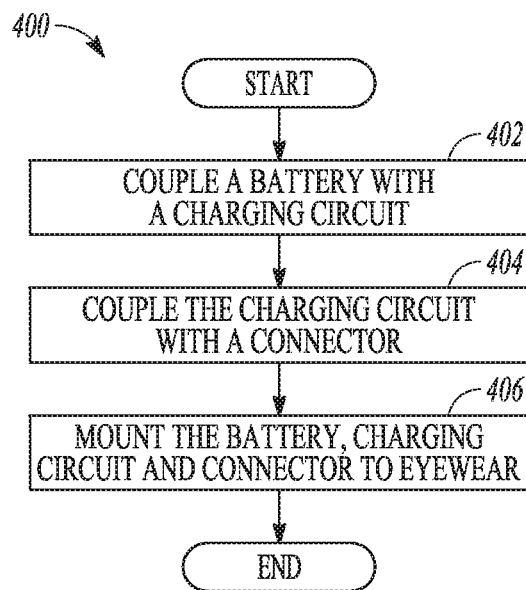 400
START
402
COUPLE A BATTERY WITH
A CHARGING CIRCUIT
404
COUPLE THE CHARGING CIRCUIT
WITH A CONNECTOR
406
MOUNT THE BATTERY, CHARGING
CIRCUIT AND CONNECTOR TO EYEWEAR
END